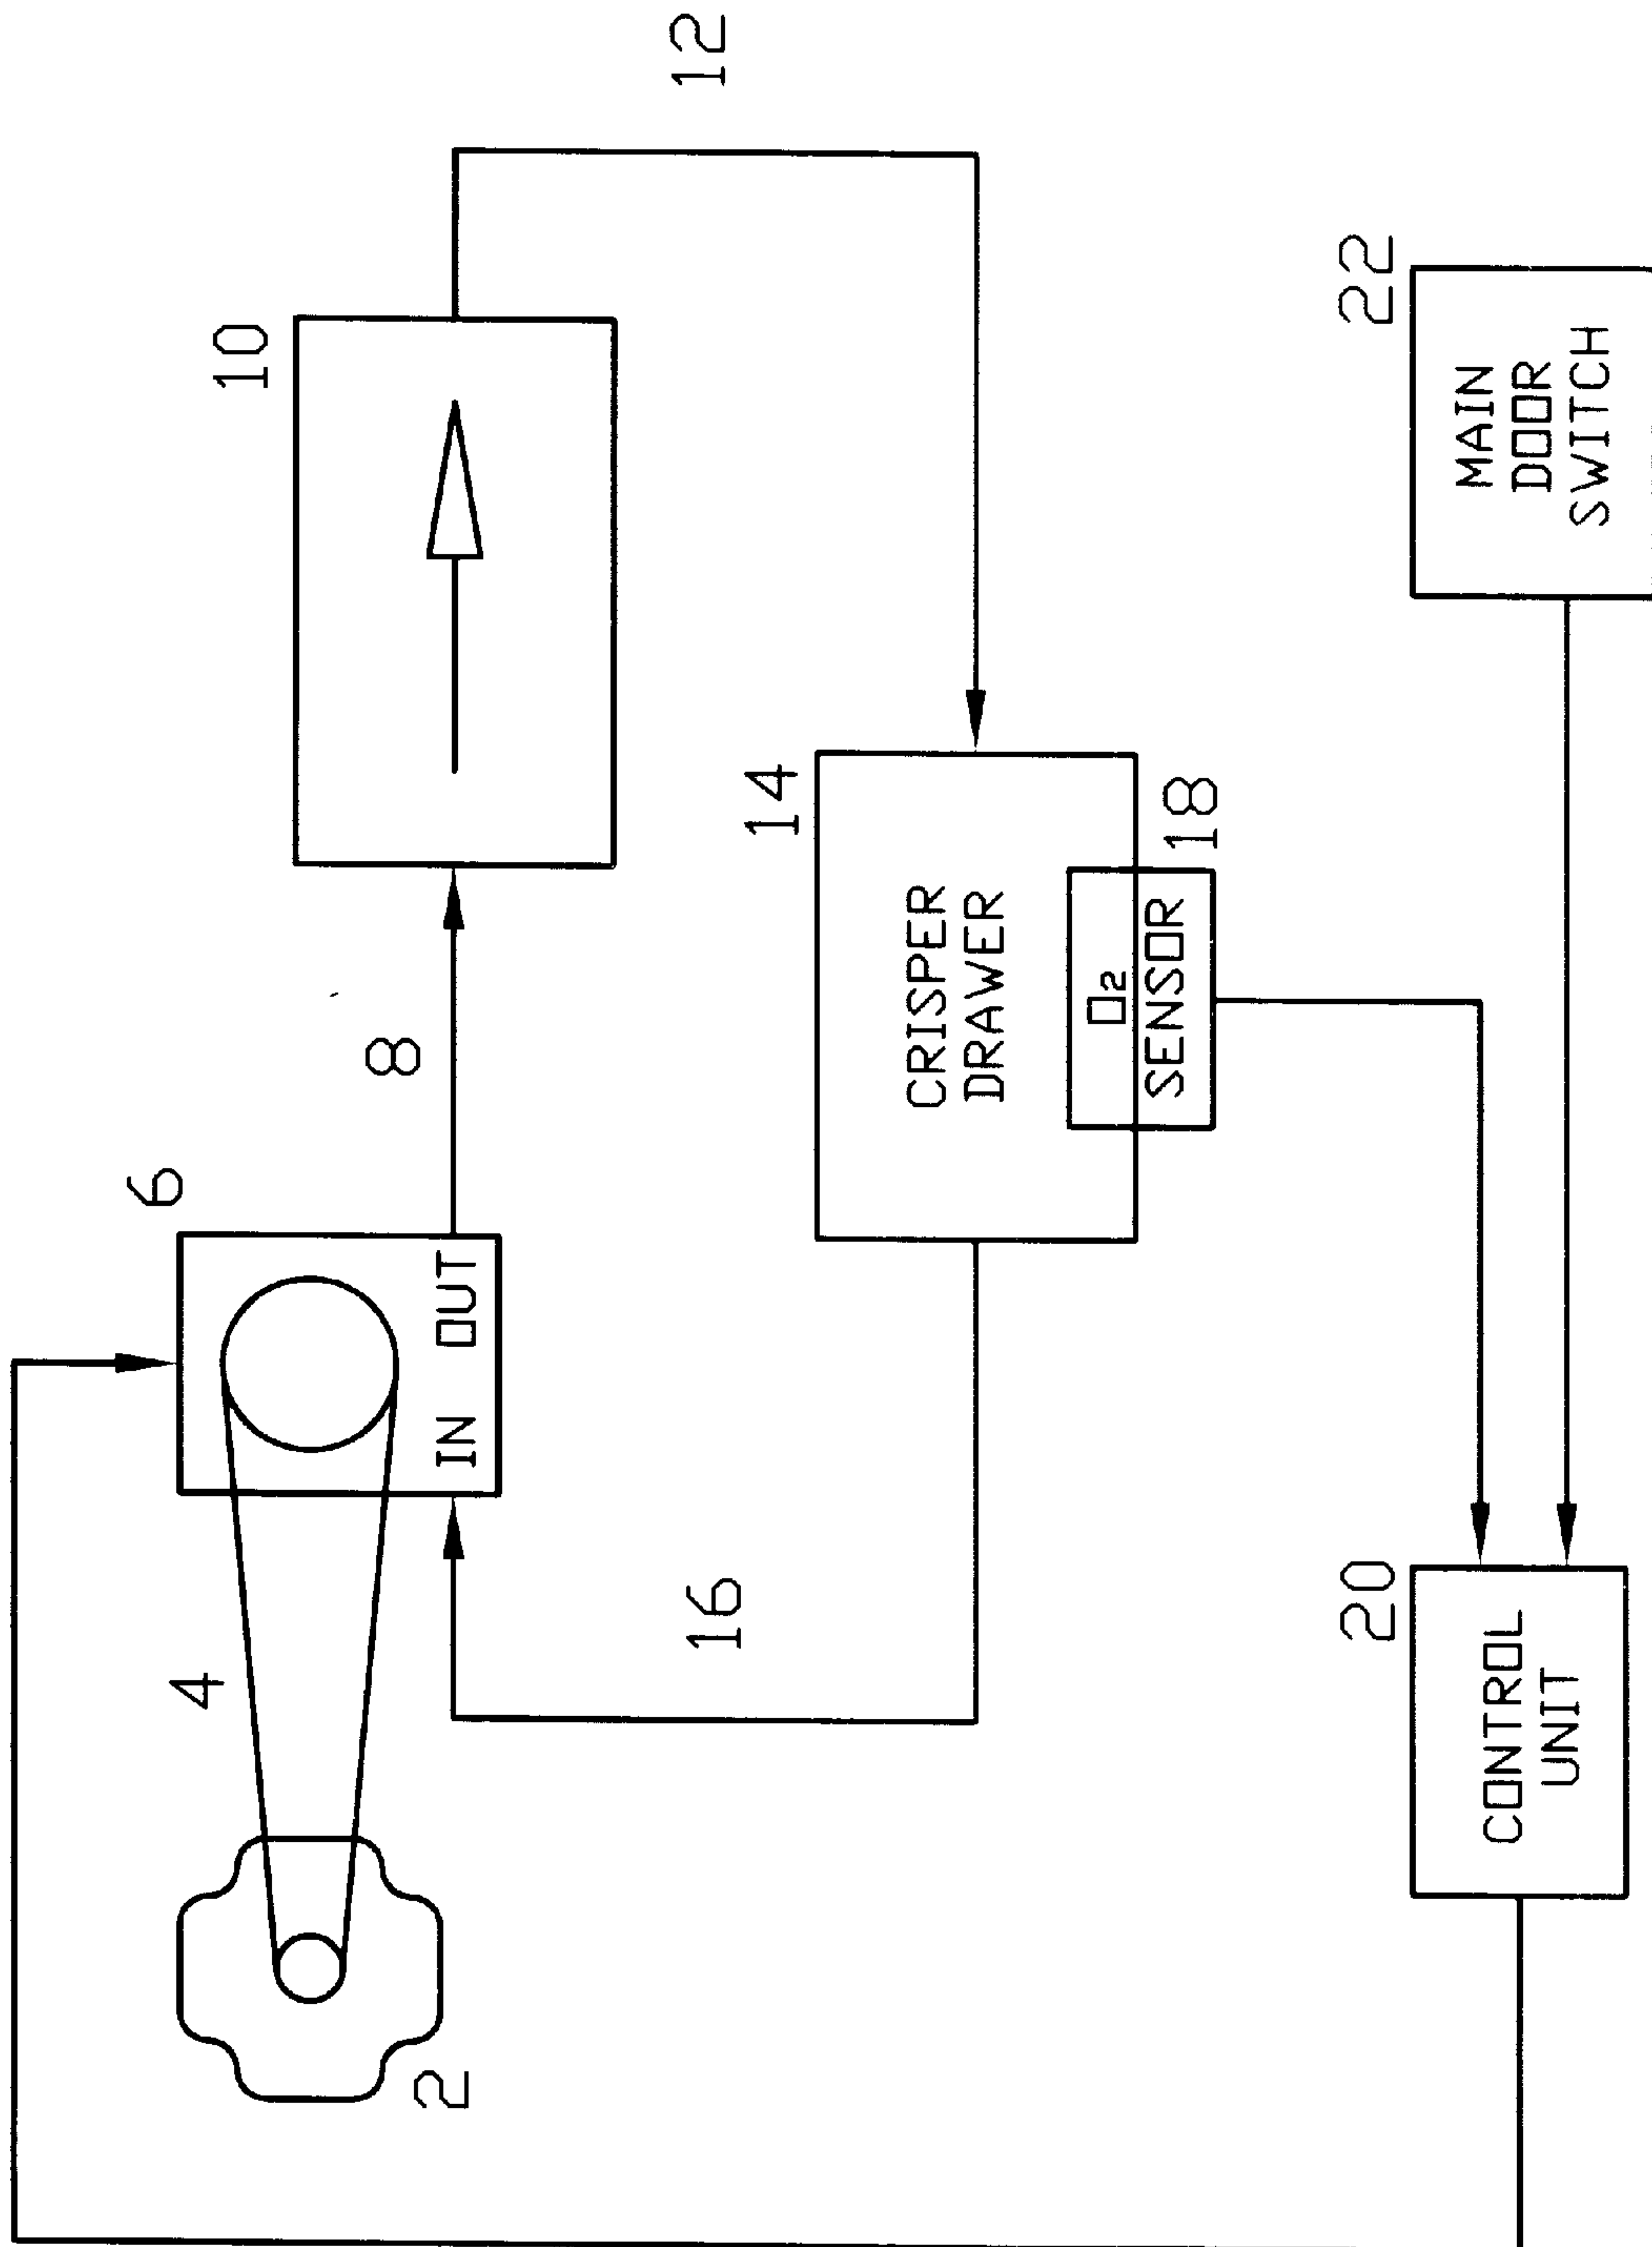 12
10
22
MAIN
DOOR
SWITCH
14
18
CRISPER
DRAWER
O₂
SENSOR
8
6
IN OUT
16
4
20
CONTROL
UNIT
2